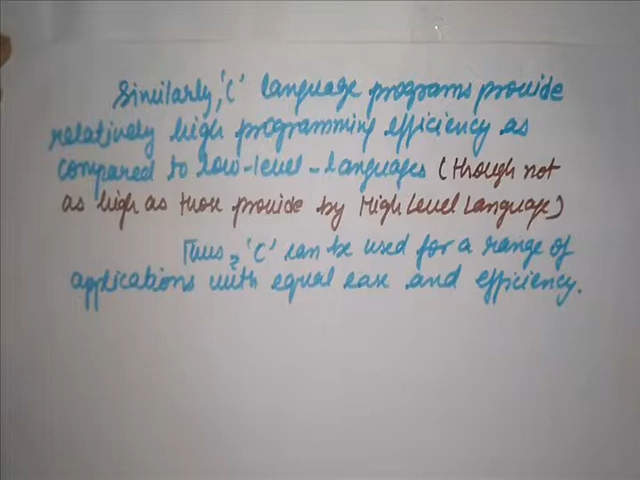 Similarly, 'C' language programs provide
relatively high programming efficiency as
compared to low-level-languages (though not
as high as those provide by High Level Language)
Thus, 'C' can be used for a range of
applications with equal ease and efficiency.